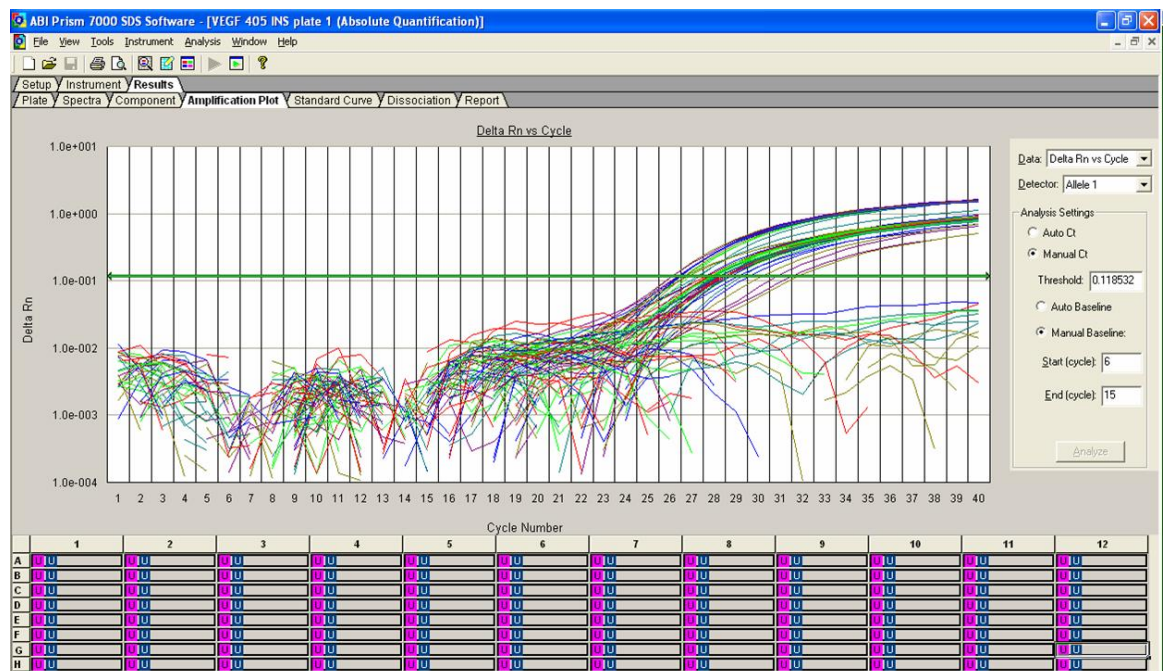 ABI Prism 7000 SDS Software - [VEGF 405 INS plate 1 (Absolute Quantification)]
File View Tools Instrument Analysis Window Help
Setup Instrument Results
Plate Spectra Component Amplification Plot Standard Curve Dissociation Report
Delta Rn vs Cycle
Data: Delta Rn vs Cycle
Detector: Allele 1
Analysis Settings
Auto Ct
Manual Ct
Threshold: 0.118532
Auto Baseline
Manual Baseline:
Start (cycle): 6
End (cycle): 15
Analyze
Delta Rn
1.0e+001
1.0e+000
1.0e-001
1.0e-002
1.0e-003
1.0e-004
1 2 3 4 5 6 7 8 9 10 11 12 13 14 15 16 17 18 19 20 21 22 23 24 25 26 27 28 29 30 31 32 33 34 35 36 37 38 39 40
Cycle Number
1 2 3 4 5 6 7 8 9 10 11 12
A U U U U U U U U U U U U U U U U U U U U U U U U
B U U U U U U U U U U U U U U U U U U U U U U U U
C U U U U U U U U U U U U U U U U U U U U U U U U
D U U U U U U U U U U U U U U U U U U U U U U U U
E U U U U U U U U U U U U U U U U U U U U U U U U
F U U U U U U U U U U U U U U U U U U U U U U U U
G U U U U U U U U U U U U U U U U U U U U U U U U
H U U U U U U U U U U U U U U U U U U U U U U U U